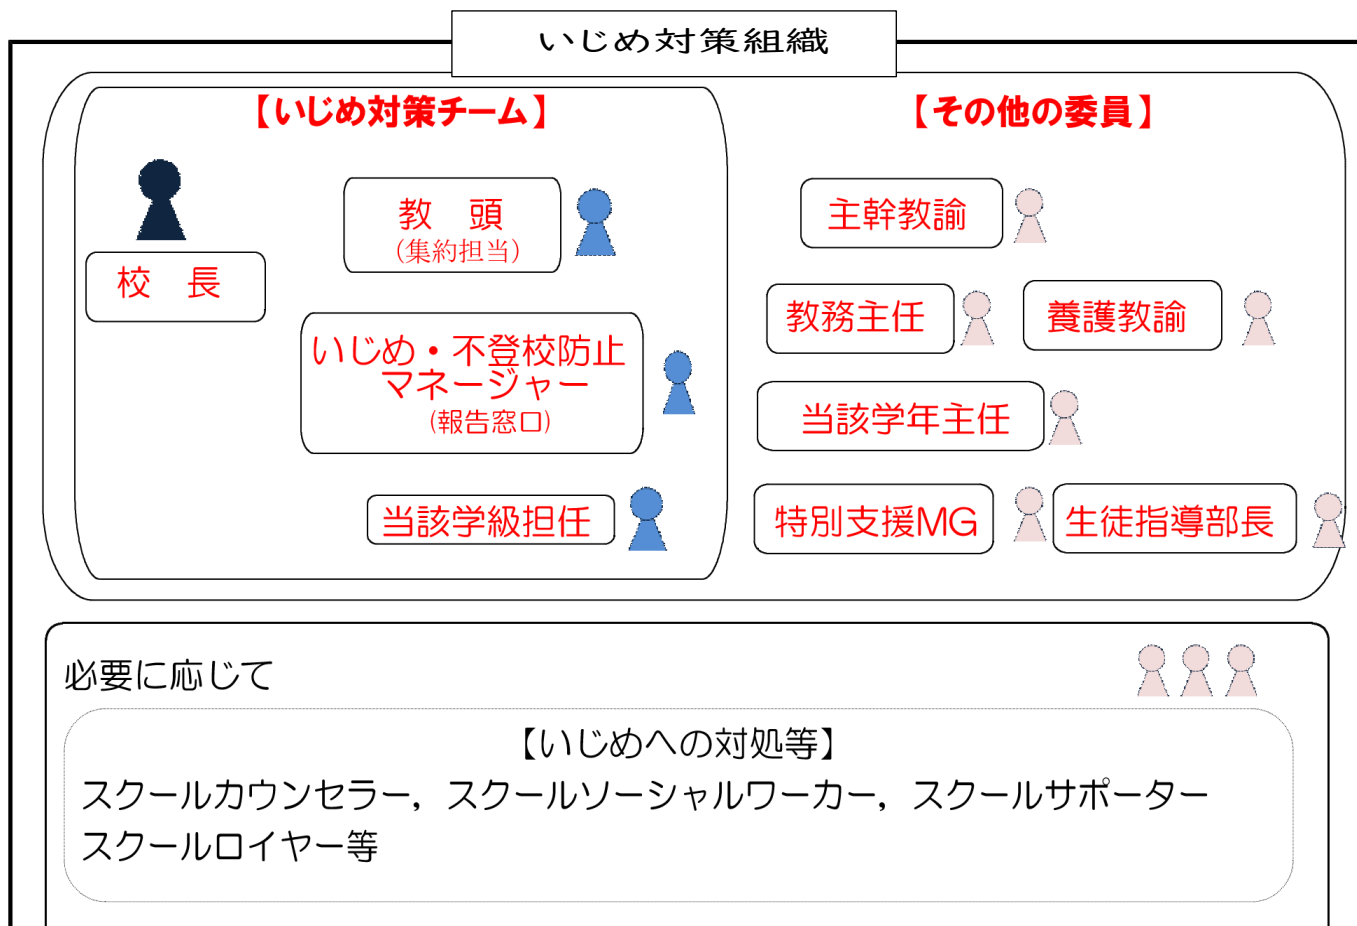 いじめ対策組織
【いじめ対策チーム】
校　長
教　頭
(集約担当)
いじめ・不登校防止
マネージャー
(報告窓口)
当該学級担任
【その他の委員】
主幹教諭
教務主任
養護教諭
当該学年主任
特別支援MG
生徒指導部長
必要に応じて
【いじめへの対処等】
スクールカウンセラー，スクールソーシャルワーカー，スクールサポーター
スクールロイヤー等